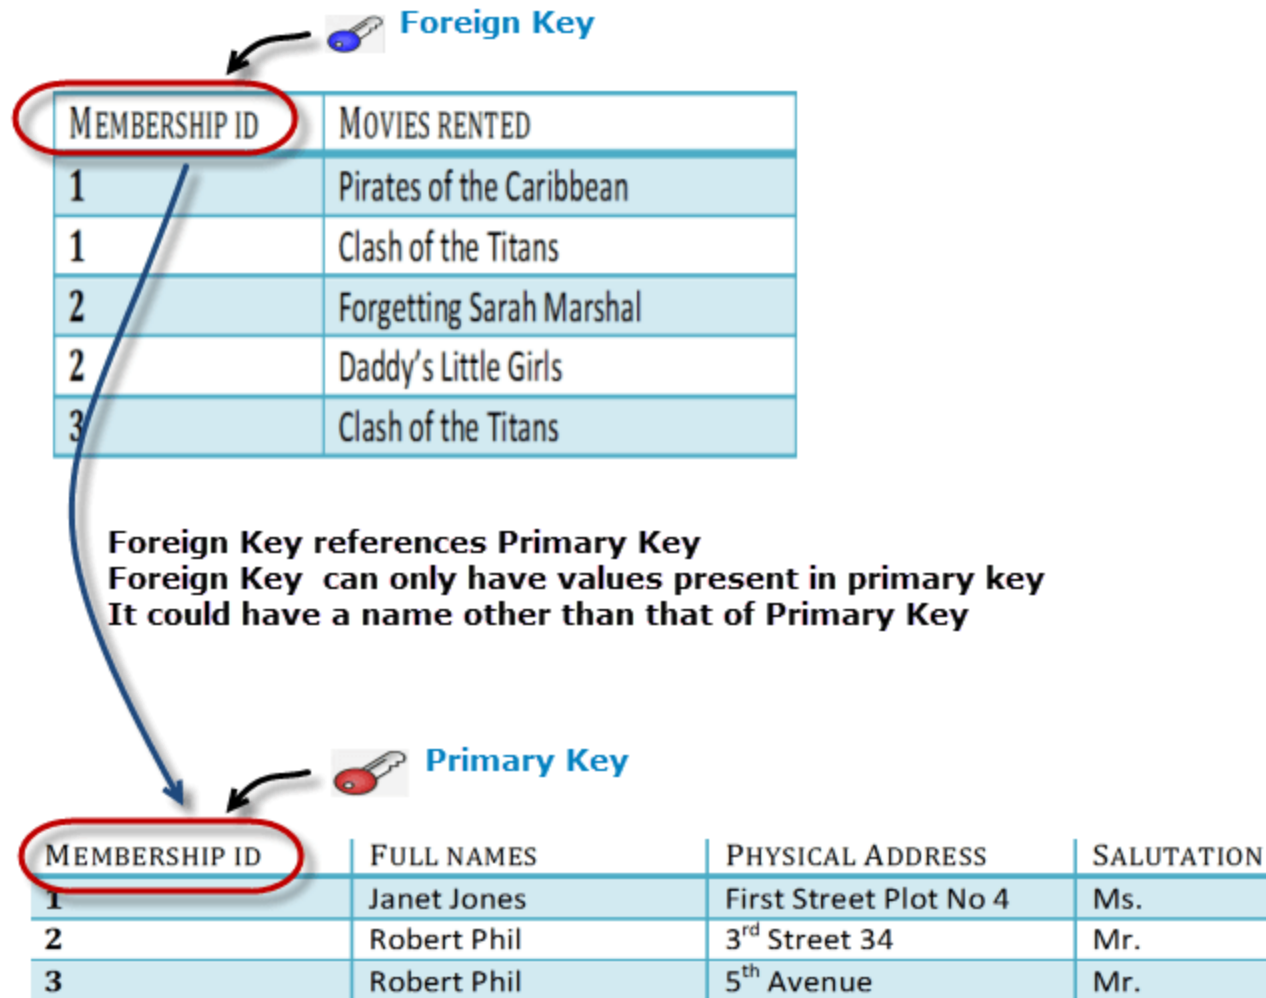 Foreign Key
MEMBERSHIP ID MOVIES RENTED
1 Pirates of the Caribbean
1 Clash of the Titans
2 Forgetting Sarah Marshal
2 Daddy's Little Girls
3 Clash of the Titans
Foreign Key references Primary Key
Foreign Key can only have values present in primary key
It could have a name other than that of Primary Key
Primary Key
MEMBERSHIP ID FULL NAMES PHYSICAL ADDRESS SALUTATION
1 Janet Jones First Street Plot No 4 Ms.
2 Robert Phil 3rd Street 34 Mr.
3 Robert Phil 5th Avenue Mr.